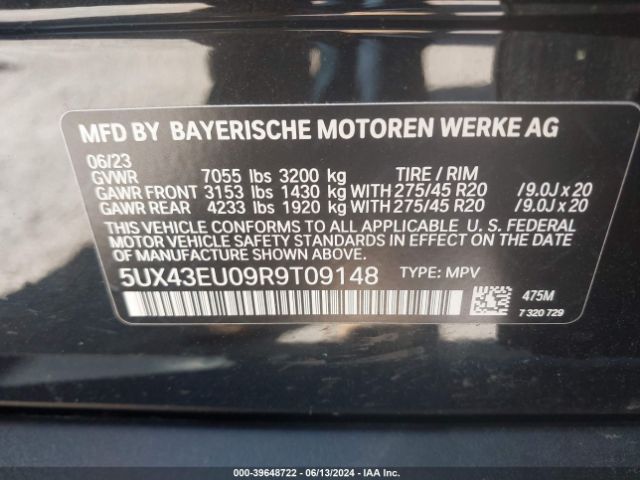 MFD BY BAYERISCHE MOTOREN WERKE AG
06/23
GVWR 7055 lbs 3200 kg TIRE / RIM
GAWR FRONT 3153 lbs 1430 kg WITH 275/45 R20 /9.0J x 20
GAWR REAR 4233 lbs 1920 kg WITH 275/45 R20 /9.0J x 20
THIS VEHICLE CONFORMS TO ALL APPLICABLE U. S. FEDERAL
MOTOR VEHICLE SAFETY STANDARDS IN EFFECT ON THE DATE
OF MANUFACTURE SHOWN ABOVE.
5UX43EU09R9T09148 TYPE: MPV
475M
7 320 729
000-39648722 - 06/13/2024 - IAA Inc.